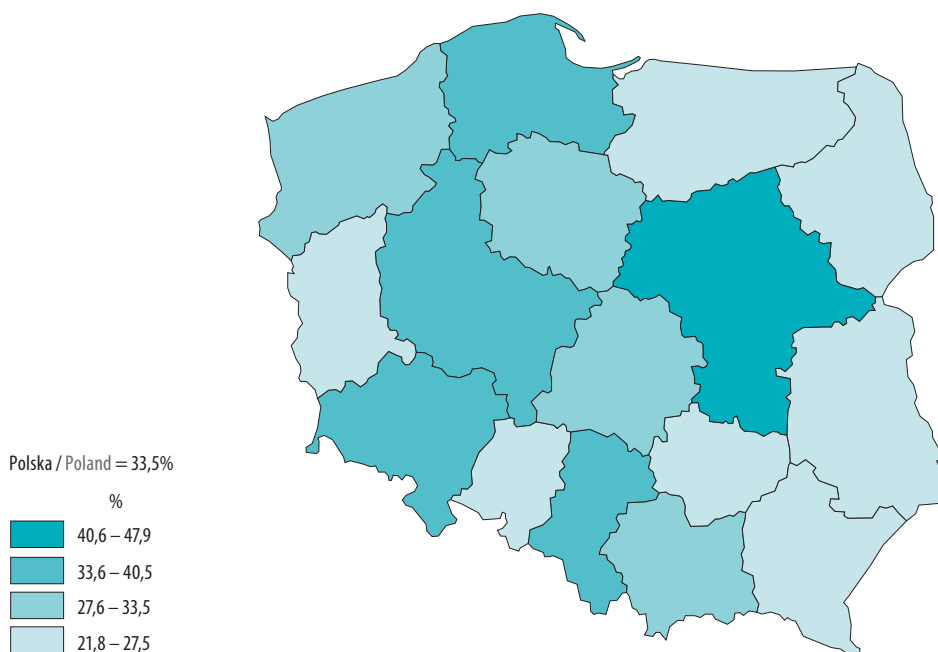 Polska / Poland = 33,5%
%
40,6 – 47,9
33,6 – 40,5
27,6 – 33,5
21,8 – 27,5